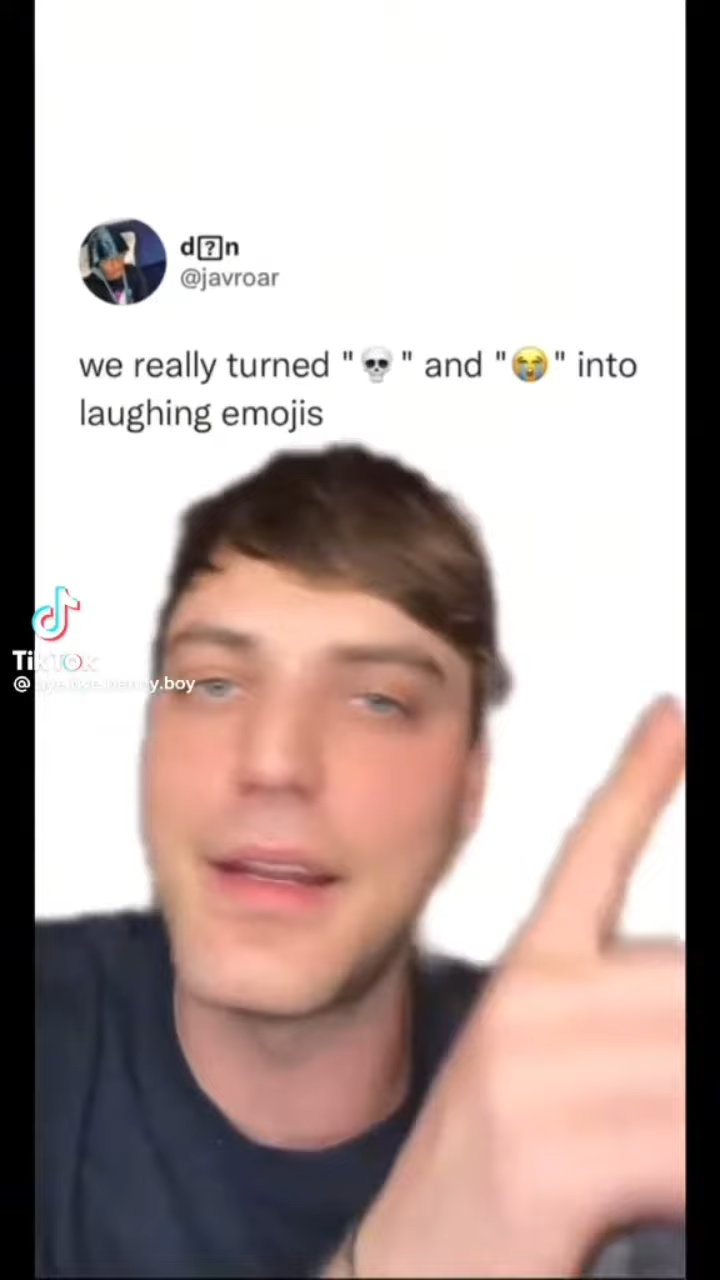 d⍰n
@javroar
we really turned "💀" and "😭" into
laughing emojis
TikTok